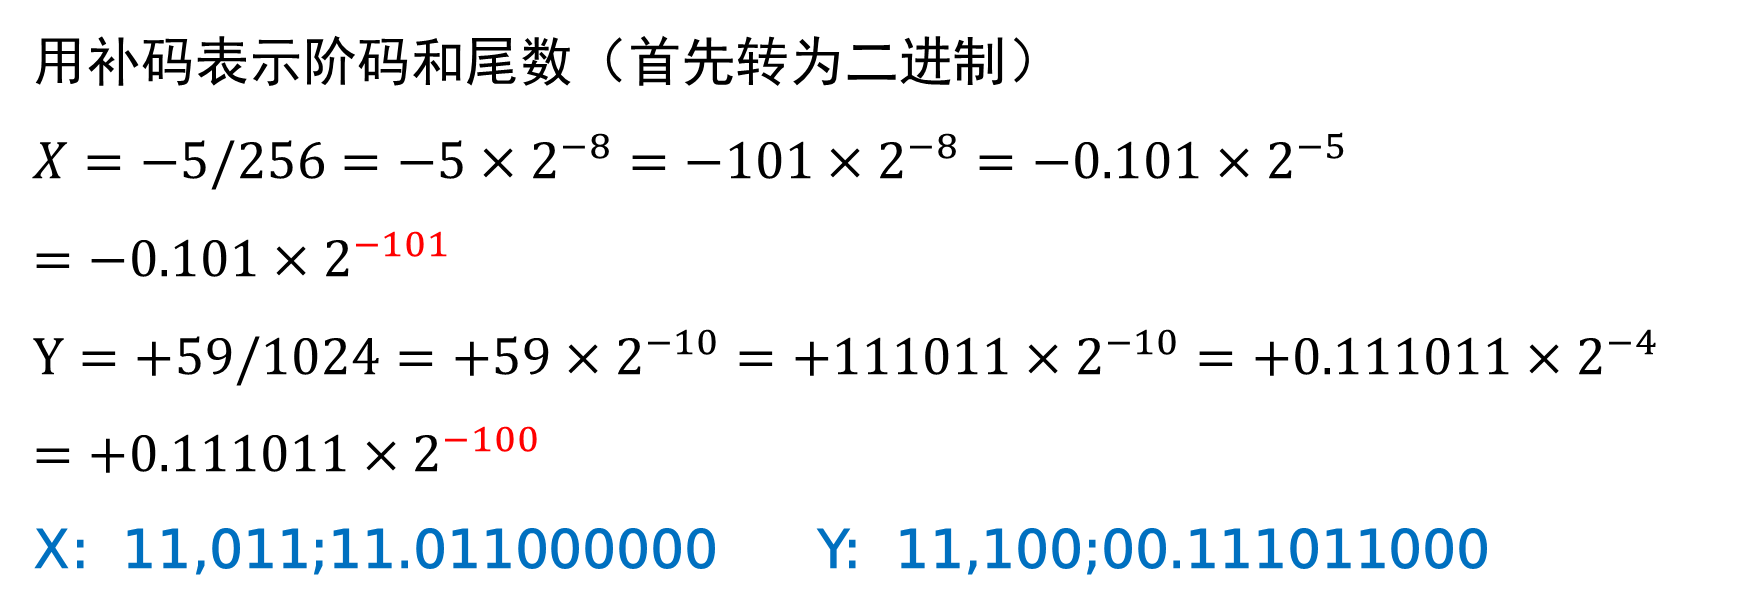 用补码表示阶码和尾数（首先转为二进制）
X = −5/256 = −5 × 2⁻⁸ = −101 × 2⁻⁸ = −0.101 × 2⁻⁵
= −0.101 × 2⁻¹⁰¹
Y = +59/1024 = +59 × 2⁻¹⁰ = +111011 × 2⁻¹⁰ = +0.111011 × 2⁻⁴
= +0.111011 × 2⁻¹⁰⁰
X: 11,011;11.011000000 Y: 11,100;00.111011000